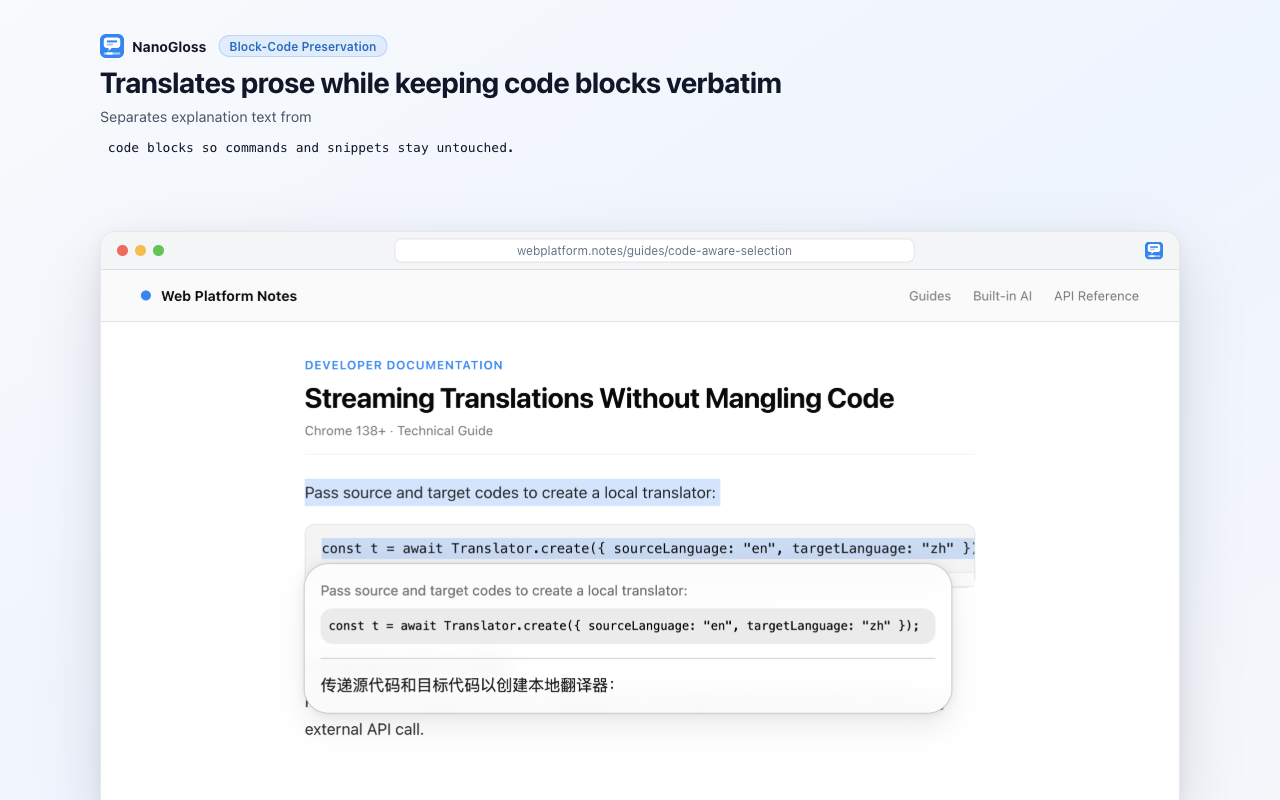 NanoGloss Block-Code Preservation
Translates prose while keeping code blocks verbatim
Separates explanation text from
code blocks so commands and snippets stay untouched.
webplatform.notes/guides/code-aware-selection
Web Platform Notes Guides Built-in AI API Reference
DEVELOPER DOCUMENTATION
Streaming Translations Without Mangling Code
Chrome 138+ · Technical Guide
Pass source and target codes to create a local translator:
const t = await Translator.create({ sourceLanguage: "en", targetLanguage: "zh" })
Pass source and target codes to create a local translator:
const t = await Translator.create({ sourceLanguage: "en", targetLanguage: "zh" });
传递源代码和目标代码以创建本地翻译器：
external API call.